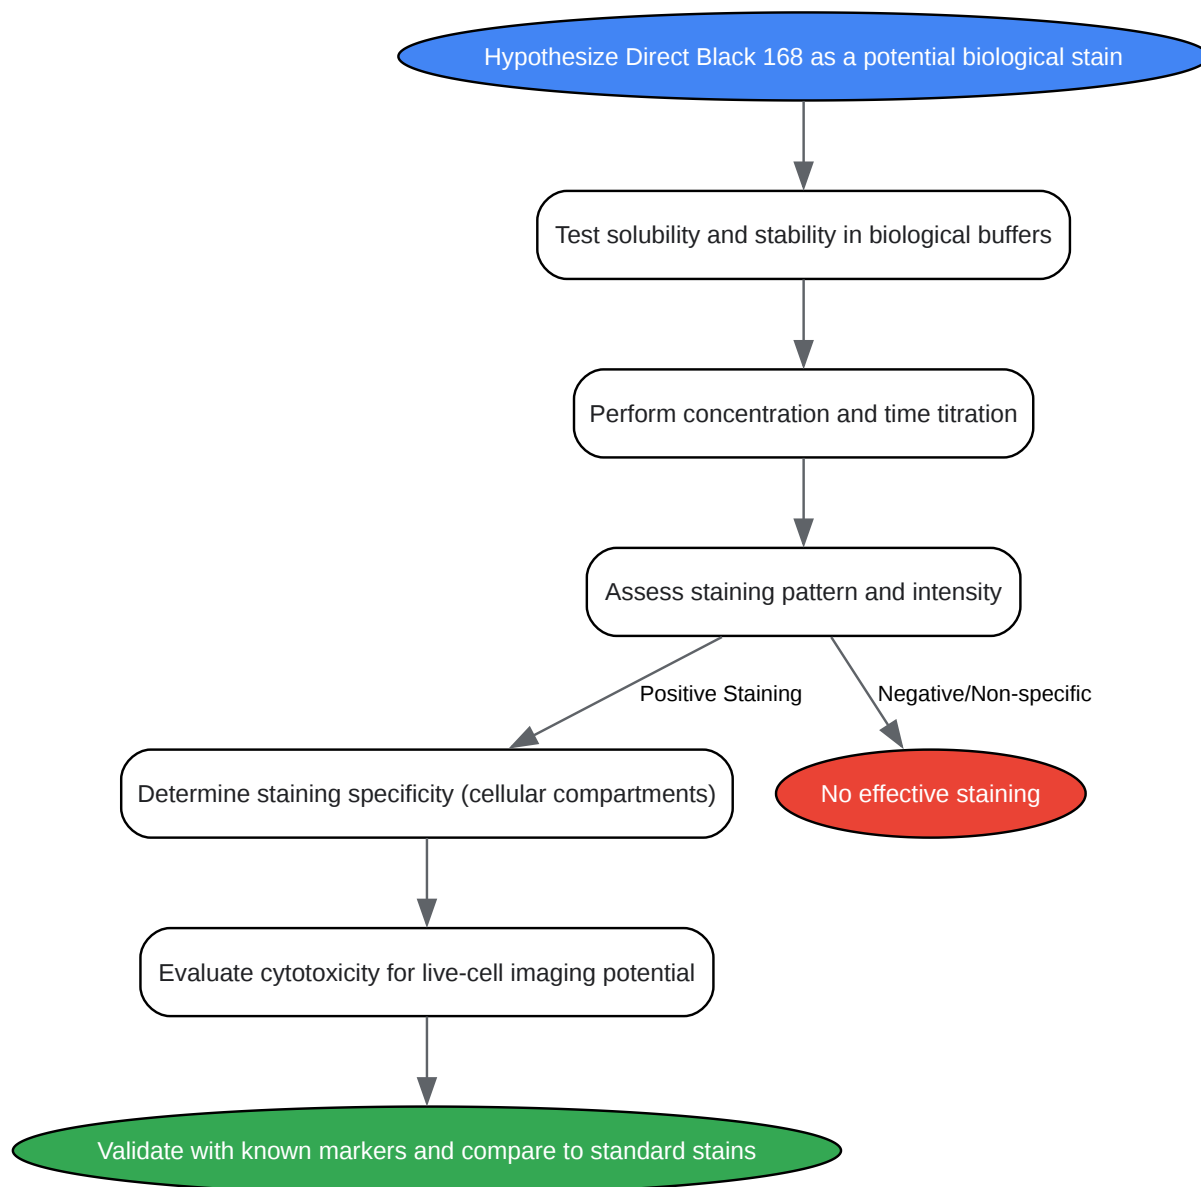 Hypothesize Direct Black 168 as a potential biological stain
Test solubility and stability in biological buffers
Perform concentration and time titration
Assess staining pattern and intensity
Positive Staining
Negative/Non-specific
Determine staining specificity (cellular compartments)
No effective staining
Evaluate cytotoxicity for live-cell imaging potential
Validate with known markers and compare to standard stains